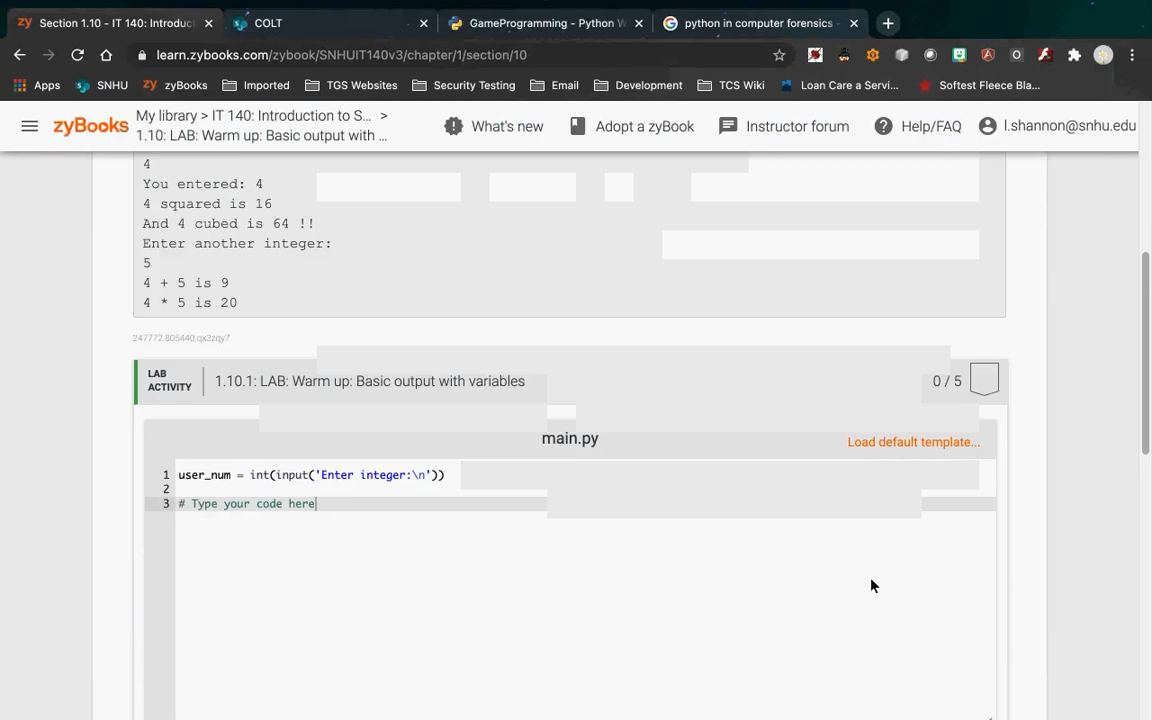 Section 1.10 - IT 140: Introduc
COLT
GameProgramming - Python W
python in computer forensics -
learn.zybooks.com/zybook/SNHUIT140v3/chapter/1/section/10
Apps
SNHU
zyBooks
Imported
TGS Websites
Security Testing
Email
Development
TCS Wiki
Loan Care a Servi...
Softest Fleece Bla...
zyBooks
My library > IT 140: Introduction to S... >
1.10: LAB: Warm up: Basic output with ...
What's new
Adopt a zyBook
Instructor forum
Help/FAQ
l.shannon@snhu.edu
4
You entered: 4
4 squared is 16
And 4 cubed is 64 !!
Enter another integer:
5
4 + 5 is 9
4 * 5 is 20
247772.805440.qx3zqy7
LAB
ACTIVITY
1.10.1: LAB: Warm up: Basic output with variables
0 / 5
main.py
Load default template...
1 user_num = int(input('Enter integer:\n'))
2
3 # Type your code here